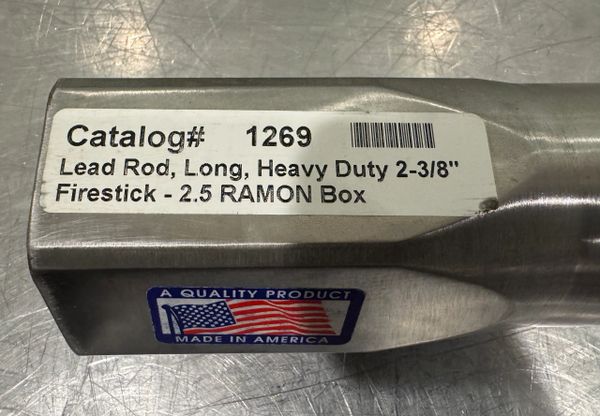 Catalog# 1269
Lead Rod, Long, Heavy Duty 2-3/8"
Firestick - 2.5 RAMON Box
A QUALITY PRODUCT
MADE IN AMERICA